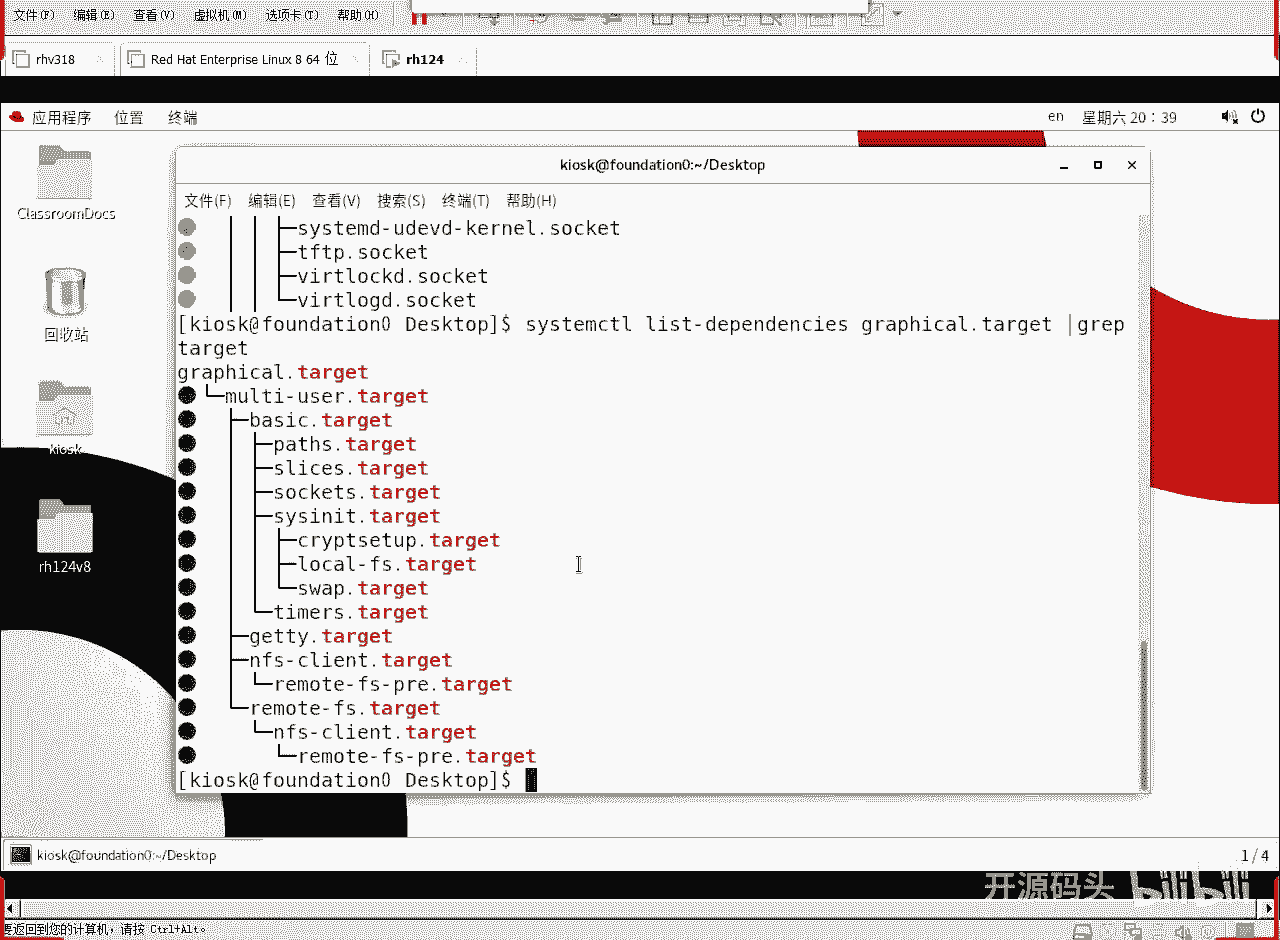 文件(F) 编辑(E) 查看(V) 虚拟机(M) 选项卡(T) 帮助(H)
rhv318 Red Hat Enterprise Linux 8 64 位 rh124
应用程序 位置 终端 en 星期六 20：39
ClassroomDocs
回收站
kiosk
rh124v8
kiosk@foundation0:~/Desktop
文件(F) 编辑(E) 查看(V) 搜索(S) 终端(T) 帮助(H)
├─systemd-udevd-kernel.socket
├─tftp.socket
├─virtlockd.socket
└─virtlogd.socket
[kiosk@foundation0 Desktop]$ systemctl list-dependencies graphical.target |grep
target
graphical.target
● └─multi-user.target
●   ├─basic.target
●   │ ├─paths.target
●   │ ├─slices.target
●   │ ├─sockets.target
●   │ ├─sysinit.target
●   │ │ ├─cryptsetup.target
●   │ │ ├─local-fs.target
●   │ │ └─swap.target
●   │ └─timers.target
●   ├─getty.target
●   ├─nfs-client.target
●   │ └─remote-fs-pre.target
●   └─remote-fs.target
●     └─nfs-client.target
●       └─remote-fs-pre.target
[kiosk@foundation0 Desktop]$
kiosk@foundation0:~/Desktop 1 / 4
开源码头 bilibili
要返回到您的计算机，请按 Ctrl+Alt。